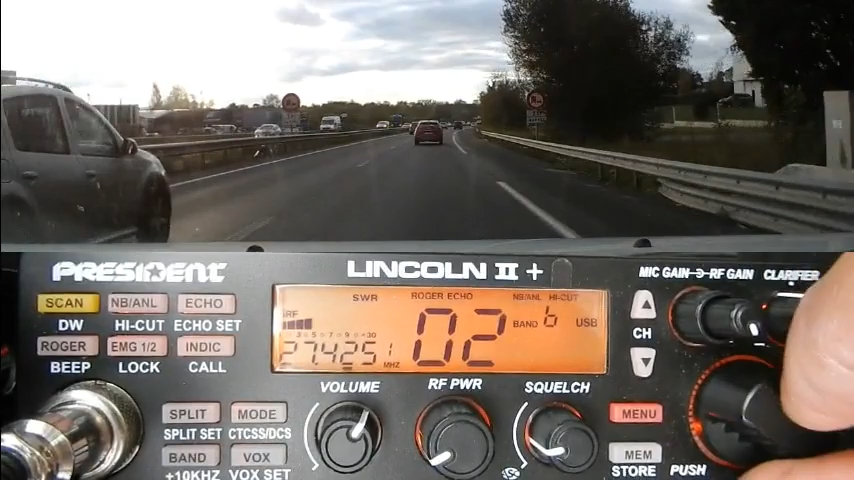 PRESIDENT LINCOLN II + MIC GAIN RF GAIN CLARIFIER
SCAN NB/ANL ECHO
DW HI-CUT ECHO SET
ROGER EMG 1/2 INDIC
BEEP LOCK CALL
SWR ROGER ECHO NB/ANL HI-CUT
RF
02 BAND b USB
27.425 1 MHZ
CH
VOLUME RF PWR SQUELCH
SPLIT MODE MENU
SPLIT SET CTCSS/DCS
BAND VOX MEM
+10KHZ VOX SET STORE PUSH